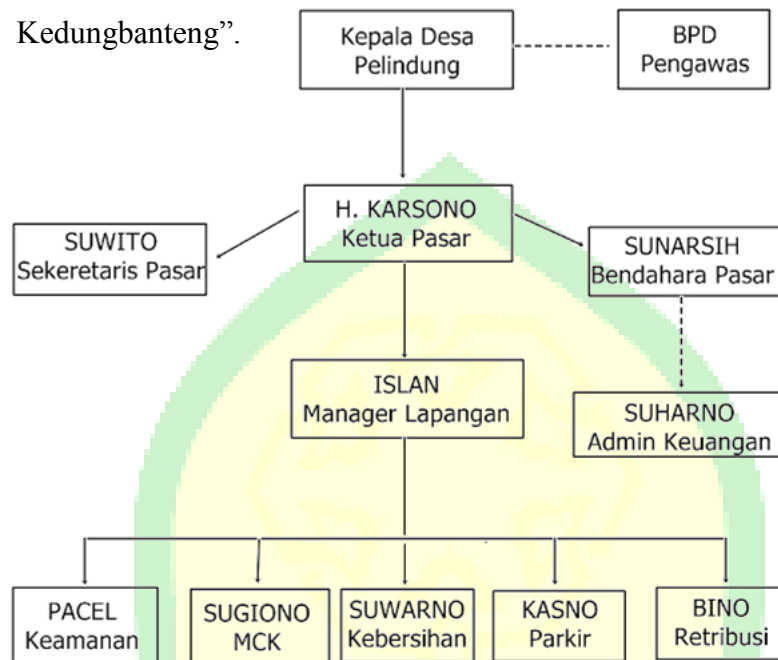 Kedungbanteng”.
Kepala Desa
Pelindung
BPD
Pengawas
H. KARSONO
Ketua Pasar
SUWITO
Sekeretaris Pasar
SUNARSIH
Bendahara Pasar
ISLAN
Manager Lapangan
SUHARNO
Admin Keuangan
PACEL
Keamanan
SUGIONO
MCK
SUWARNO
Kebersihan
KASNO
Parkir
BINO
Retribusi